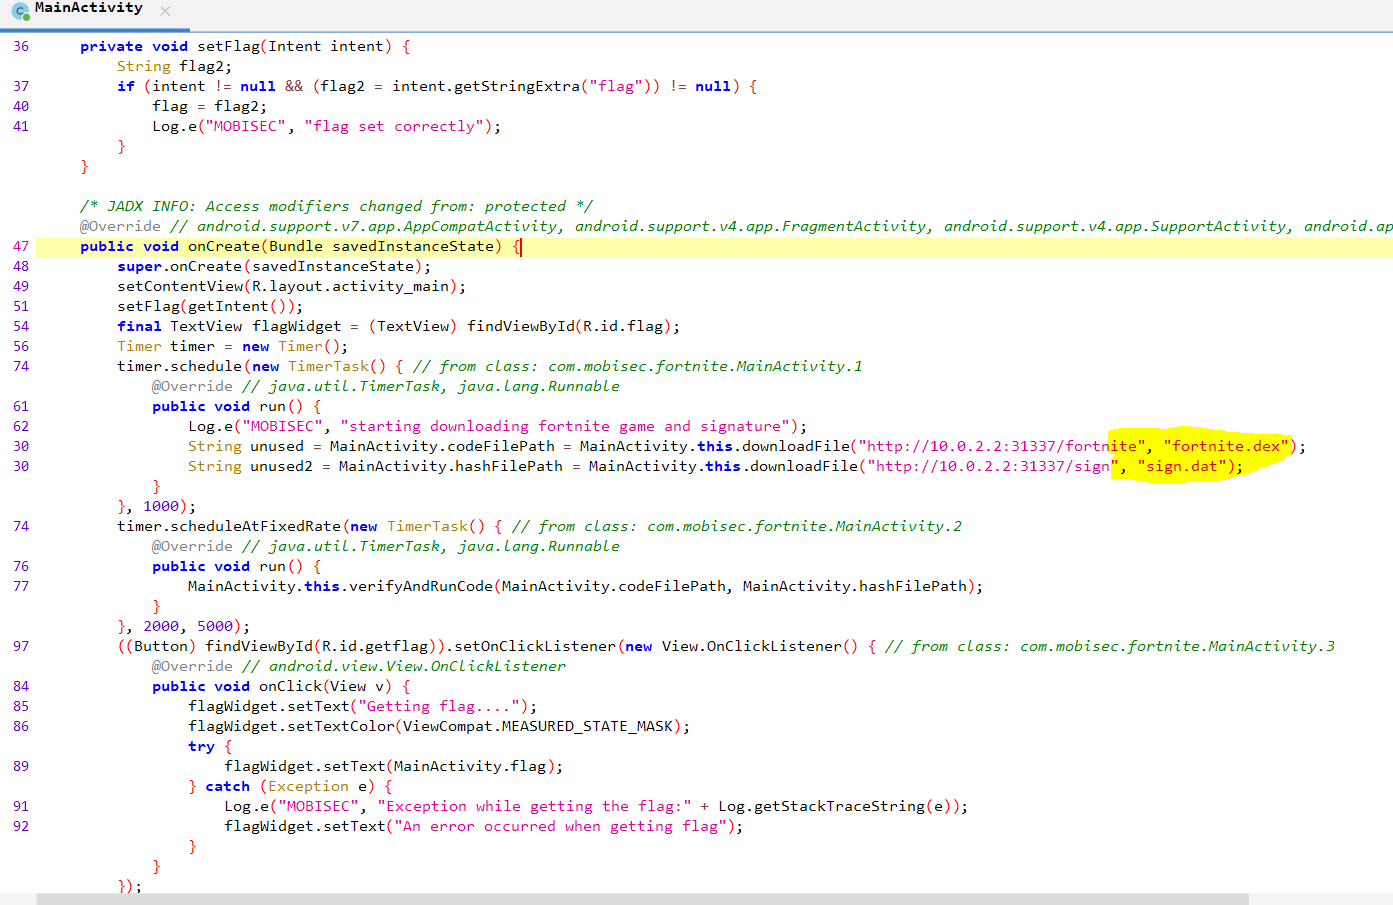 MainActivity ×
36 private void setFlag(Intent intent) {
String flag2;
37 if (intent != null && (flag2 = intent.getStringExtra("flag")) != null) {
40 flag = flag2;
41 Log.e("MOBISEC", "flag set correctly");
}
}
/* JADX INFO: Access modifiers changed from: protected */
@Override // android.support.v7.app.AppCompatActivity, android.support.v4.app.FragmentActivity, android.support.v4.app.SupportActivity, android.ap
47 public void onCreate(Bundle savedInstanceState) {
48 super.onCreate(savedInstanceState);
49 setContentView(R.layout.activity_main);
51 setFlag(getIntent());
54 final TextView flagWidget = (TextView) findViewById(R.id.flag);
56 Timer timer = new Timer();
74 timer.schedule(new TimerTask() { // from class: com.mobisec.fortnite.MainActivity.1
@Override // java.util.TimerTask, java.lang.Runnable
61 public void run() {
62 Log.e("MOBISEC", "starting downloading fortnite game and signature");
30 String unused = MainActivity.codeFilePath = MainActivity.this.downloadFile("http://10.0.2.2:31337/fortnite", "fortnite.dex");
30 String unused2 = MainActivity.hashFilePath = MainActivity.this.downloadFile("http://10.0.2.2:31337/sign", "sign.dat");
}
}, 1000);
74 timer.scheduleAtFixedRate(new TimerTask() { // from class: com.mobisec.fortnite.MainActivity.2
@Override // java.util.TimerTask, java.lang.Runnable
76 public void run() {
77 MainActivity.this.verifyAndRunCode(MainActivity.codeFilePath, MainActivity.hashFilePath);
}
}, 2000, 5000);
97 ((Button) findViewById(R.id.getflag)).setOnClickListener(new View.OnClickListener() { // from class: com.mobisec.fortnite.MainActivity.3
@Override // android.view.View.OnClickListener
84 public void onClick(View v) {
85 flagWidget.setText("Getting flag....");
86 flagWidget.setTextColor(ViewCompat.MEASURED_STATE_MASK);
try {
89 flagWidget.setText(MainActivity.flag);
} catch (Exception e) {
91 Log.e("MOBISEC", "Exception while getting the flag:" + Log.getStackTraceString(e));
92 flagWidget.setText("An error occurred when getting flag");
}
}
});